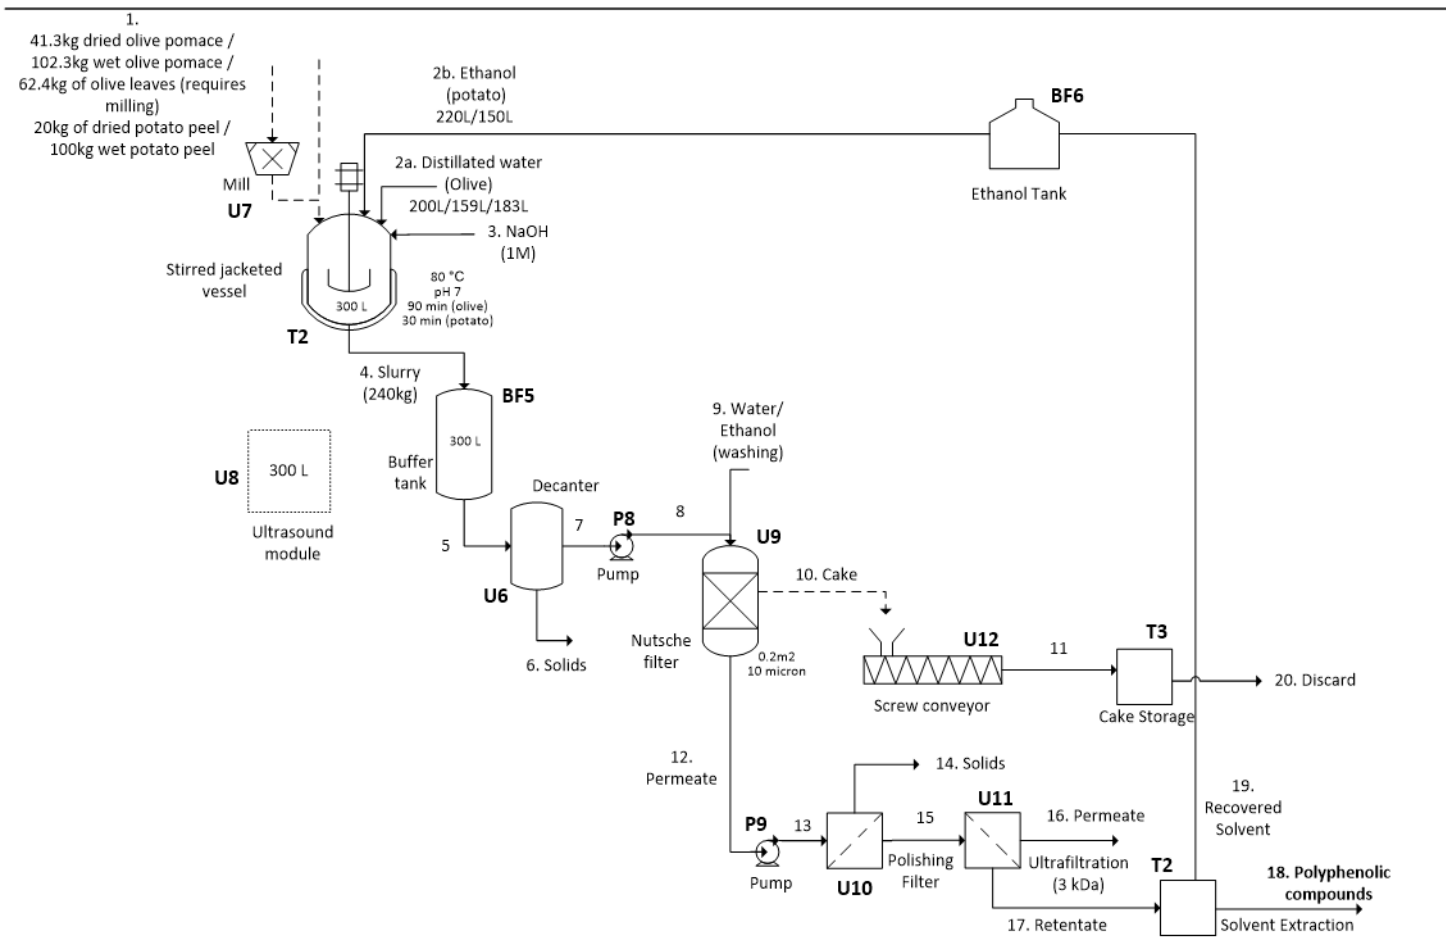 1.
41.3kg dried olive pomace /
102.3kg wet olive pomace /
62.4kg of olive leaves (requires
milling)
20kg of dried potato peel /
100kg wet potato peel
Mill
U7
2b. Ethanol
(potato)
220L/150L
BF6
Ethanol Tank
2a. Distillated water
(Olive)
200L/159L/183L
3. NaOH
(1M)
Stirred jacketed
vessel
300 L
80 °C
pH 7
90 min (olive)
30 min (potato)
T2
4. Slurry
(240kg)
BF5
300 L
Buffer
tank
U8
300 L
Ultrasound
module
5
Decanter
U6
6. Solids
7
P8
Pump
8
9. Water/
Ethanol
(washing)
U9
Nutsche
filter
0.2m2
10 micron
10. Cake
U12
Screw conveyor
11
T3
Cake Storage
20. Discard
12.
Permeate
P9
Pump
13
14. Solids
U10
15
Polishing
Filter
U11
16. Permeate
Ultrafiltration
(3 kDa)
17. Retentate
19.
Recovered
Solvent
T2
18. Polyphenolic
compounds
Solvent Extraction